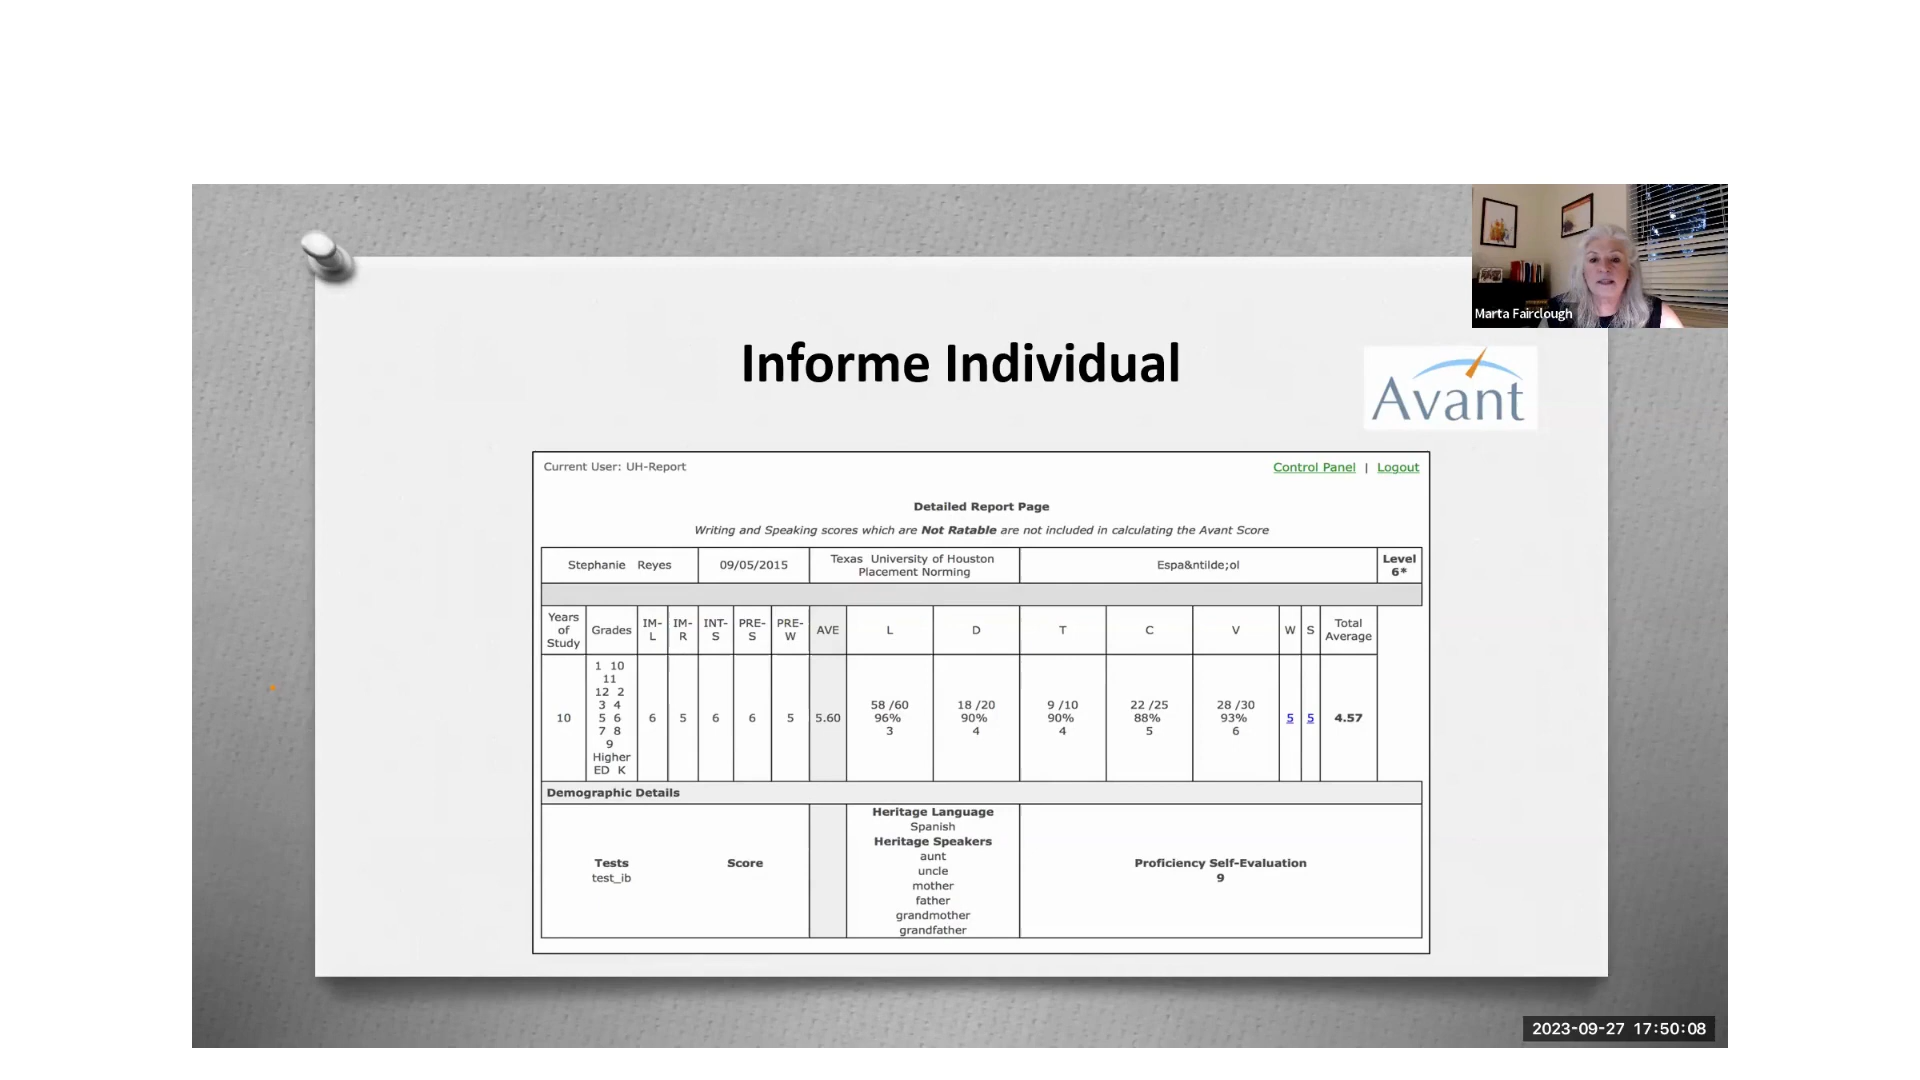 Marta Fairclough
Informe Individual
Avant
Current User: UH-Report
Control Panel | Logout
Detailed Report Page
Writing and Speaking scores which are Not Ratable are not included in calculating the Avant Score
Stephanie Reyes
09/05/2015
Texas University of Houston
Placement Norming
Espa&ntilde;ol
Level
6*
Years
of
Study
Grades
IM-
L
IM-
R
INT-
S
PRE-
S
PRE-
W
AVE
L
D
T
C
V
W
S
Total
Average
10
1 10
11
12 2
3 4
5 6
7 8
9
Higher
ED K
6
5
6
6
5
5.60
58 /60
96%
3
18 /20
90%
4
9 /10
90%
4
22 /25
88%
5
28 /30
93%
6
5
5
4.57
Demographic Details
Tests
test_ib
Score
Heritage Language
Spanish
Heritage Speakers
aunt
uncle
mother
father
grandmother
grandfather
Proficiency Self-Evaluation
9
2023-09-27 17:50:08